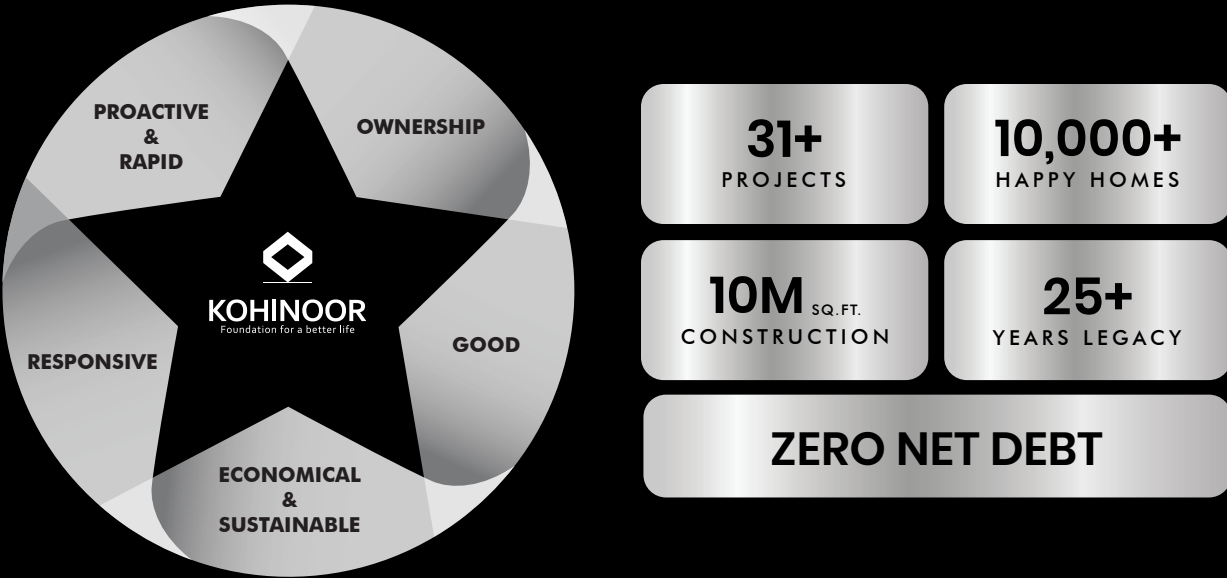 PROACTIVE
&
RAPID
OWNERSHIP
RESPONSIVE
GOOD
ECONOMICAL
&
SUSTAINABLE
KOHINOOR
Foundation for a better life
31+
PROJECTS
10,000+
HAPPY HOMES
10M SQ.FT.
CONSTRUCTION
25+
YEARS LEGACY
ZERO NET DEBT